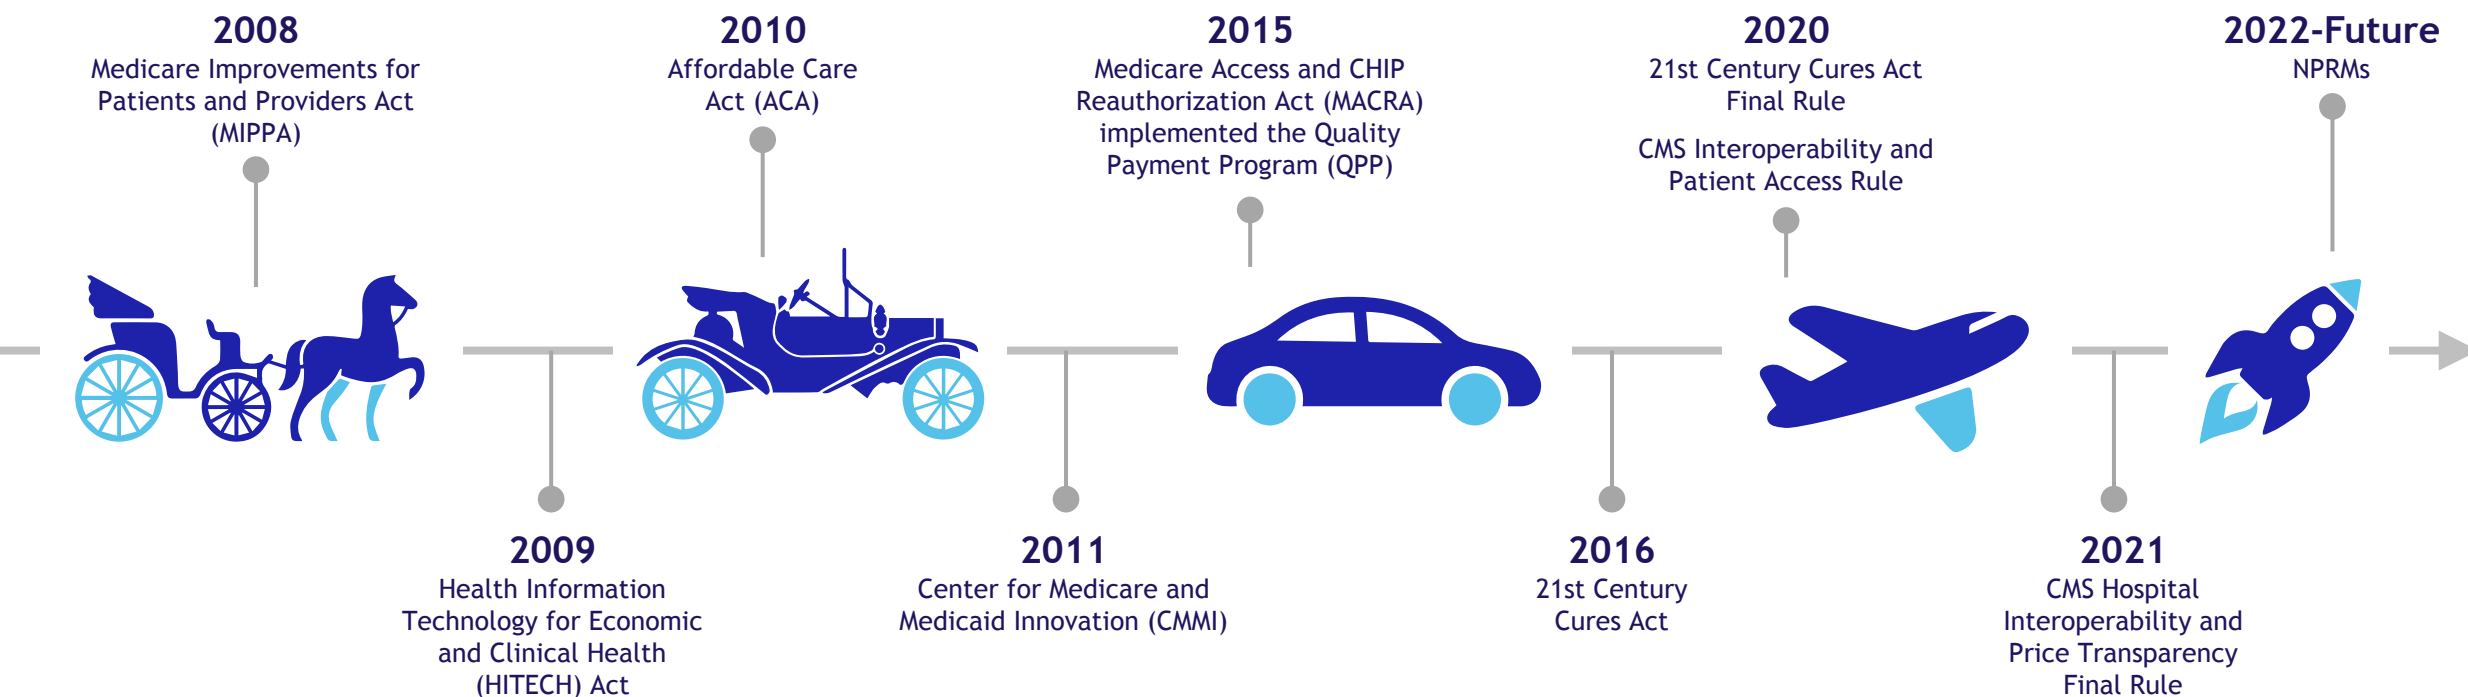 2008
Medicare Improvements for
Patients and Providers Act
(MIPPA)
2009
Health Information
Technology for Economic
and Clinical Health
(HITECH) Act
2010
Affordable Care
Act (ACA)
2011
Center for Medicare and
Medicaid Innovation (CMMI)
2015
Medicare Access and CHIP
Reauthorization Act (MACRA)
implemented the Quality
Payment Program (QPP)
2016
21st Century
Cures Act
2020
21st Century Cures Act
Final Rule
CMS Interoperability and
Patient Access Rule
2021
CMS Hospital
Interoperability and
Price Transparency
Final Rule
2022-Future
NPRMs